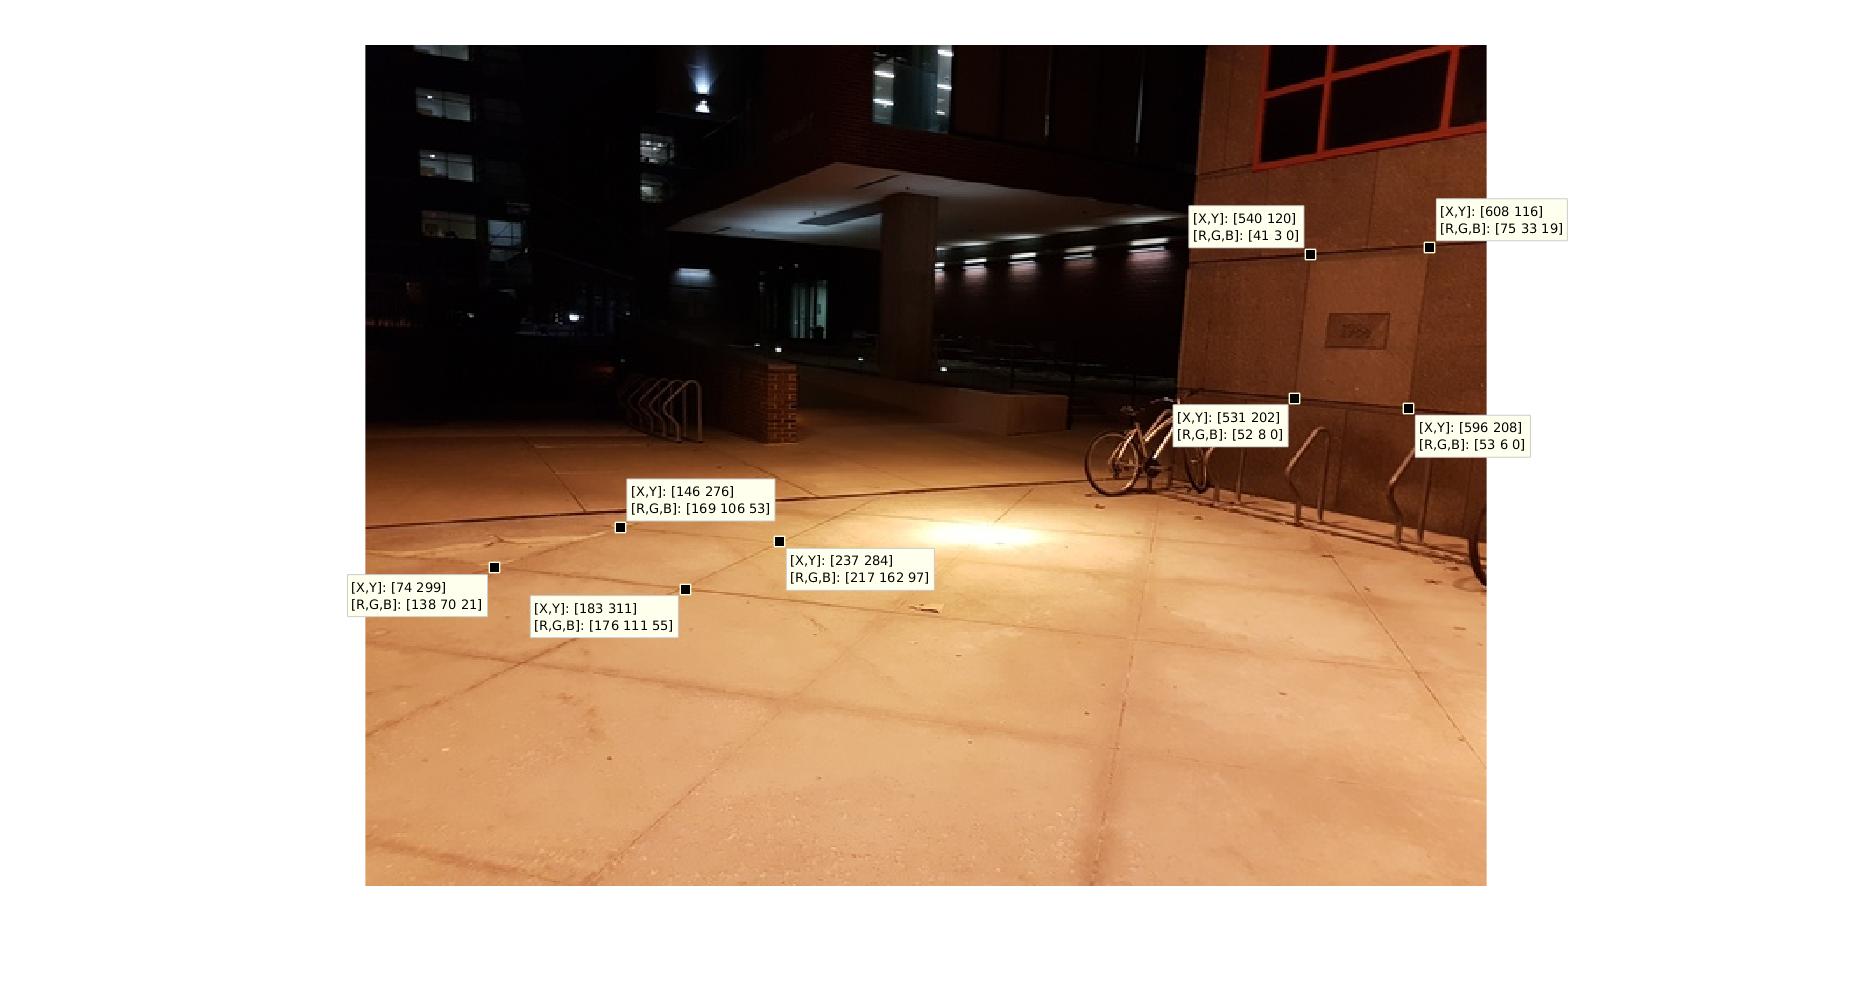 [X,Y]: [540 120]
[R,G,B]: [41 3 0]
[X,Y]: [608 116]
[R,G,B]: [75 33 19]
[X,Y]: [531 202]
[R,G,B]: [52 8 0]
[X,Y]: [596 208]
[R,G,B]: [53 6 0]
[X,Y]: [146 276]
[R,G,B]: [169 106 53]
[X,Y]: [237 284]
[R,G,B]: [217 162 97]
[X,Y]: [74 299]
[R,G,B]: [138 70 21]
[X,Y]: [183 311]
[R,G,B]: [176 111 55]